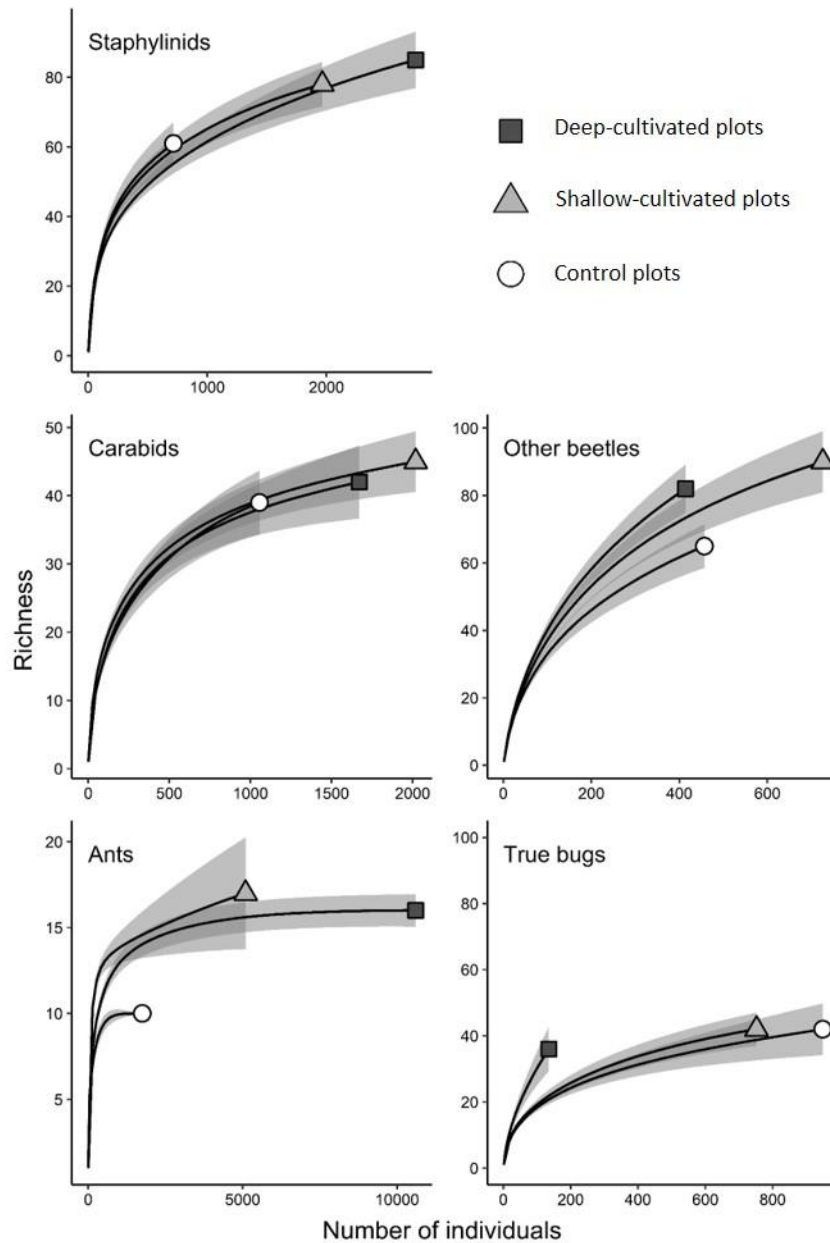 Staphylinids
80
60
40
20
0
0 1000 2000
Deep-cultivated plots
Shallow-cultivated plots
Control plots
Richness
Carabids
50
40
30
20
10
0
0 500 1000 1500 2000
Other beetles
100
80
60
40
20
0
0 200 400 600
Ants
20
15
10
5
0 5000 10000
True bugs
100
80
60
40
20
0
0 200 400 600 800
Number of individuals